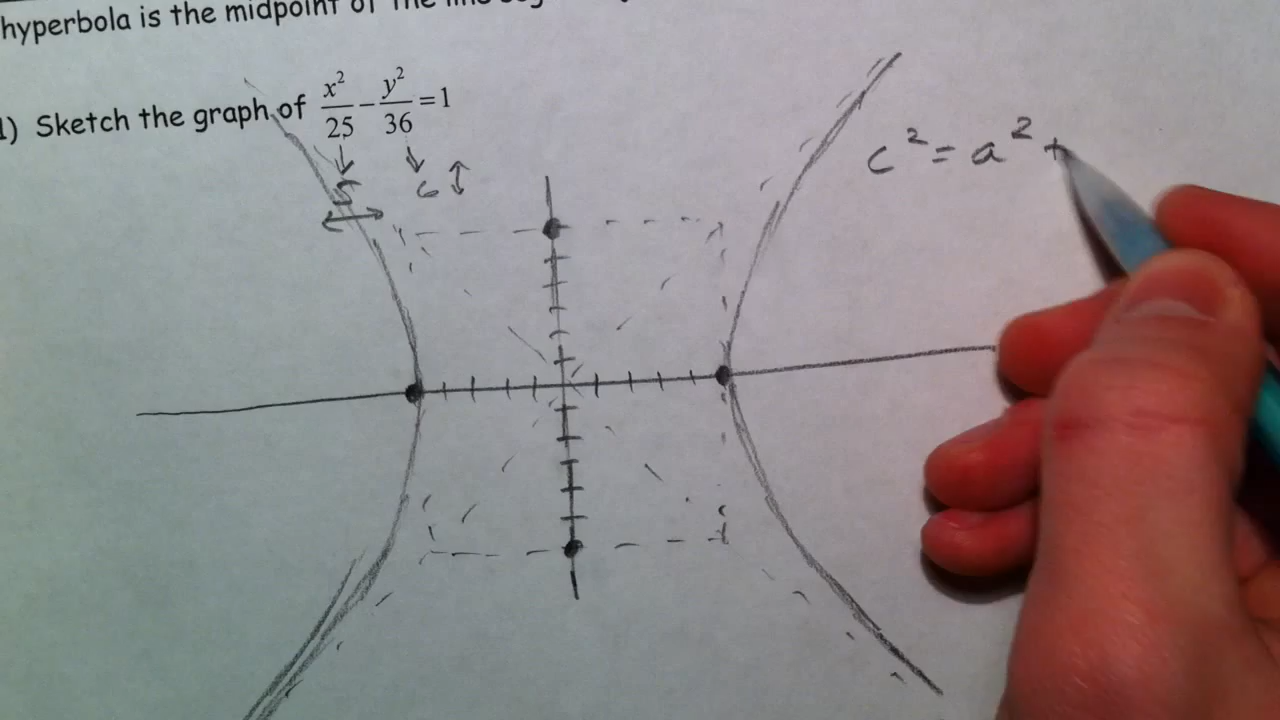 hyperbola is the midpoint of the line
1) Sketch the graph of x²/25 - y²/36 = 1
5 6
c² = a² +